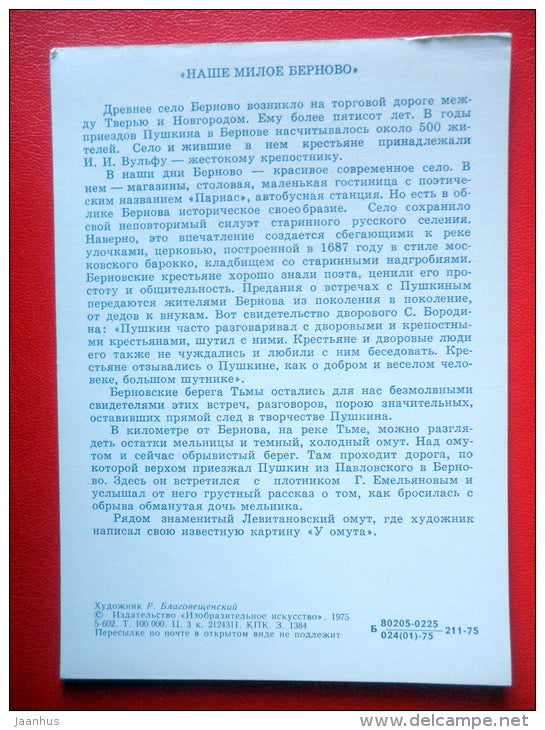 «НАШЕ МИЛОЕ БЕРНОВО»
Древнее село Берново возникло на торговой дороге меж-
ду Тверью и Новгородом. Ему более пятисот лет. В годы
приездов Пушкина в Бернове насчитывалось около 500 жи-
телей. Село и жившие в нем крестьяне принадлежали
И. И. Вульфу — жестокому крепостнику.
В наши дни Берново — красивое современное село. В
нем — магазины, столовая, маленькая гостиница с поэтиче-
ским названием «Парнас», автобусная станция. Но есть в об-
лике Бернова историческое своеобразие. Село сохранило
свой неповторимый силуэт старинного русского селения.
Наверно, это впечатление создается сбегающими к реке
улочками, церковью, построенной в 1687 году в стиле мос-
ковского барокко, кладбищем со старинными надгробиями.
Берновские крестьяне хорошо знали поэта, ценили его про-
стоту и общительность. Предания о встречах с Пушкиным
передаются жителями Бернова из поколения в поколение,
от дедов к внукам. Вот свидетельство дворового С. Бороди-
на: «Пушкин часто разговаривал с дворовыми и крепостны-
ми крестьянами, шутил с ними. Крестьяне и дворовые люди
его также не чуждались и любили с ним беседовать. Кре-
стьяне отзывались о Пушкине, как о добром и веселом чело-
веке, большом шутнике».
Берновские берега Тьмы остались для нас безмолвными
свидетелями этих встреч, разговоров, порою значительных,
оставивших прямой след в творчестве Пушкина.
В километре от Бернова, на реке Тьме, можно разгля-
деть остатки мельницы и темный, холодный омут. Над ому-
том и сейчас обрывистый берег. Там проходит дорога, по
которой верхом приезжал Пушкин из Павловского в Берно-
во. Здесь он встретился с плотником Г. Емельяновым и
услышал от него грустный рассказ о том, как бросилась с
обрыва обманутая дочь мельника.
Рядом знаменитый Левитановский омут, где художник
написал свою известную картину «У омута».
Художник Р. Благовещенский
© Издательство «Изобразительное искусство». 1975
5-602. Т. 100 000. Ц. 3 к. 2124311. КПК. З. 1384
Пересылке по почте в открытом виде не подлежит
Б 80205-0225
024(01)-75 211-75
jaanhus
www.delcampe.net